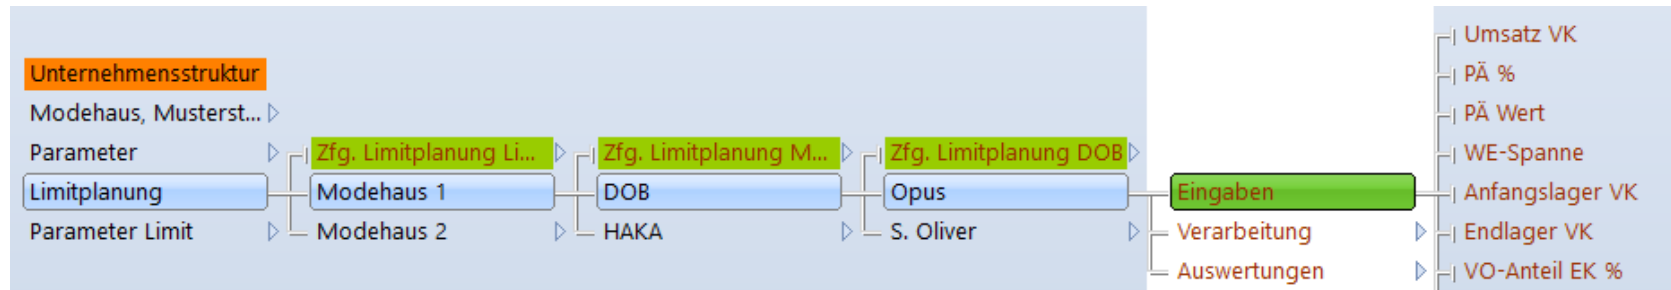 Unternehmensstruktur
Modehaus, Musterst...
Parameter
Limitplanung
Parameter Limit
Zfg. Limitplanung Li...
Modehaus 1
Modehaus 2
Zfg. Limitplanung M...
DOB
HAKA
Zfg. Limitplanung DOB
Opus
S. Oliver
Eingaben
Verarbeitung
Auswertungen
Umsatz VK
PÄ %
PÄ Wert
WE-Spanne
Anfangslager VK
Endlager VK
VO-Anteil EK %